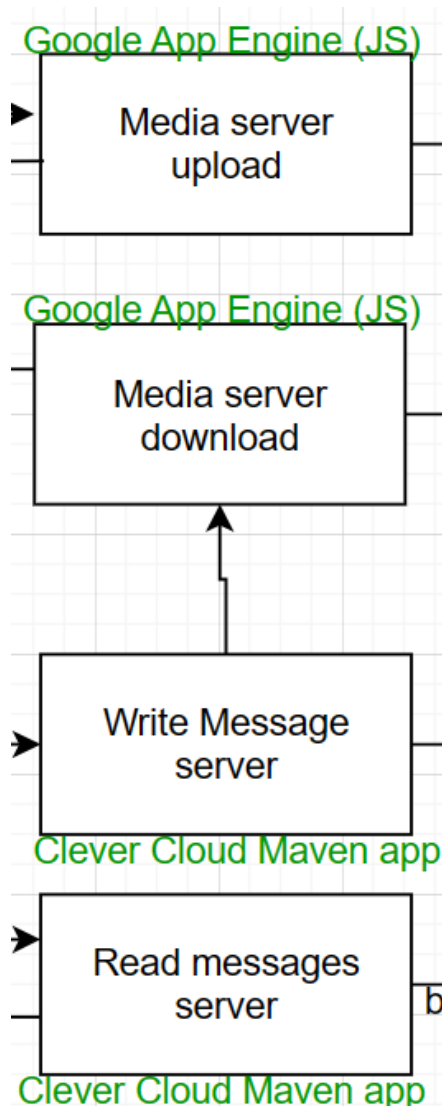 Google App Engine (JS)
Media server
upload
Google App Engine (JS)
Media server
download
Write Message
server
Clever Cloud Maven app
Read messages
server
b
Clever Cloud Maven app